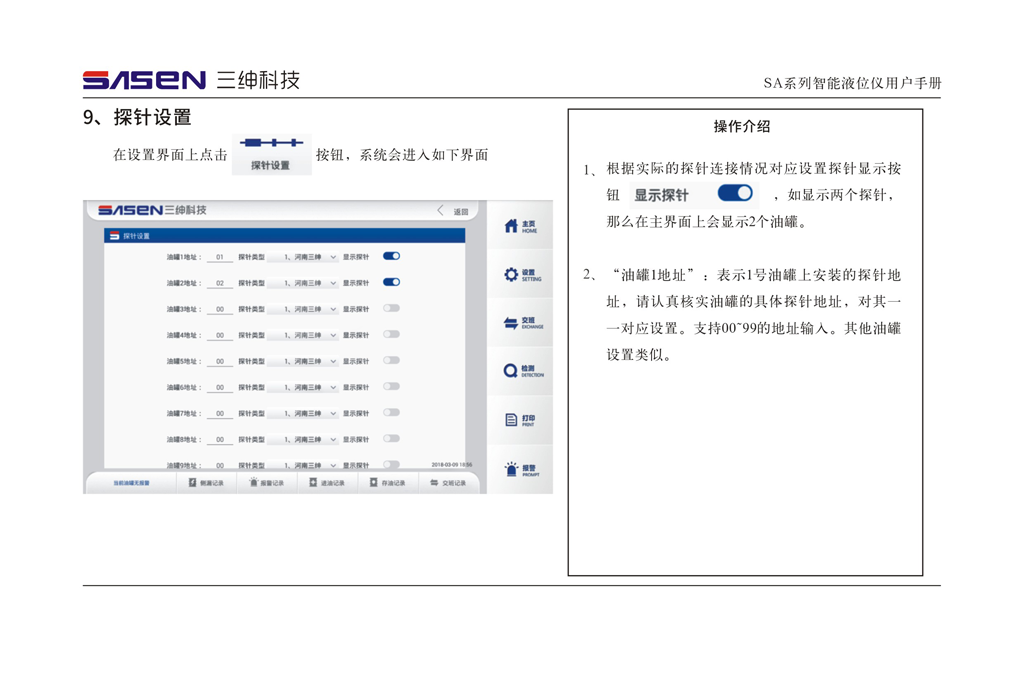 SASEN 三绅科技
SA系列智能液位仪用户手册
9、探针设置
在设置界面上点击 探针设置 按钮，系统会进入如下界面
SASEN三绅科技 返回
探针设置
油罐1地址： 01 探针类型 1、河南三绅 显示探针
油罐2地址： 02 探针类型 1、河南三绅 显示探针
油罐3地址： 00 探针类型 1、河南三绅 显示探针
油罐4地址： 00 探针类型 1、河南三绅 显示探针
油罐5地址： 00 探针类型 1、河南三绅 显示探针
油罐6地址： 00 探针类型 1、河南三绅 显示探针
油罐7地址： 00 探针类型 1、河南三绅 显示探针
油罐8地址： 00 探针类型 1、河南三绅 显示探针
油罐9地址： 00 探针类型 1、河南三绅 显示探针
2018-03-09 18:56
当前油罐无报警 侧漏记录 报警记录 进油记录 存油记录 交班记录
主页
HOME
设置
SETTING
交班
EXCHANGE
检测
DETECTION
打印
PRINT
报警
PROMPT
操作介绍
1、根据实际的探针连接情况对应设置探针显示按
钮 显示探针 ，如显示两个探针，
那么在主界面上会显示2个油罐。
2、“油罐1地址”：表示1号油罐上安装的探针地
址，请认真核实油罐的具体探针地址，对其一
一对应设置。支持00~99的地址输入。其他油罐
设置类似。